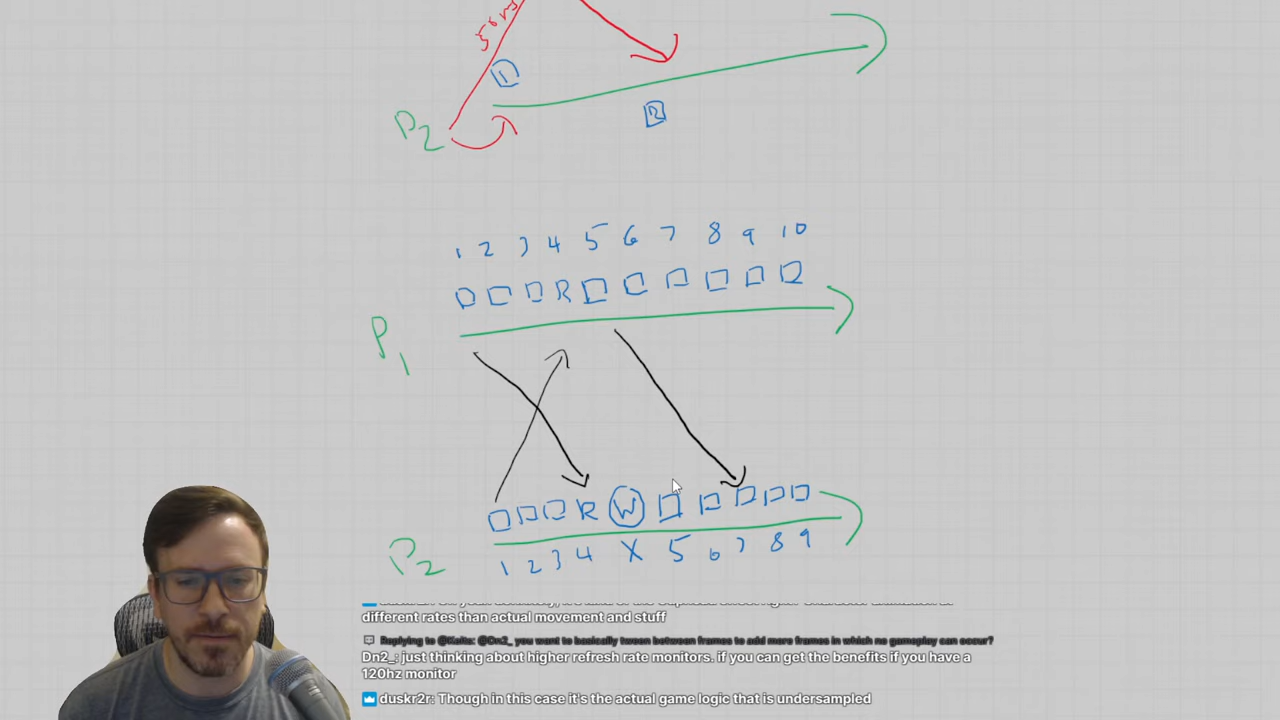 50ms
1
P2
2
1 2 3 4 5 6 7 8 9 10
R
P1
R W
P2
1 2 3 4 X 5 6 7 8 9
different rates than actual movement and stuff
Replying to @Kaltz: @Dn2_ you want to basically tween between frames to add more frames in which no gameplay can occur?
Dn2_: just thinking about higher refresh rate monitors. if you can get the benefits if you have a
120hz monitor
duskr2r: Though in this case it's the actual game logic that is undersampled